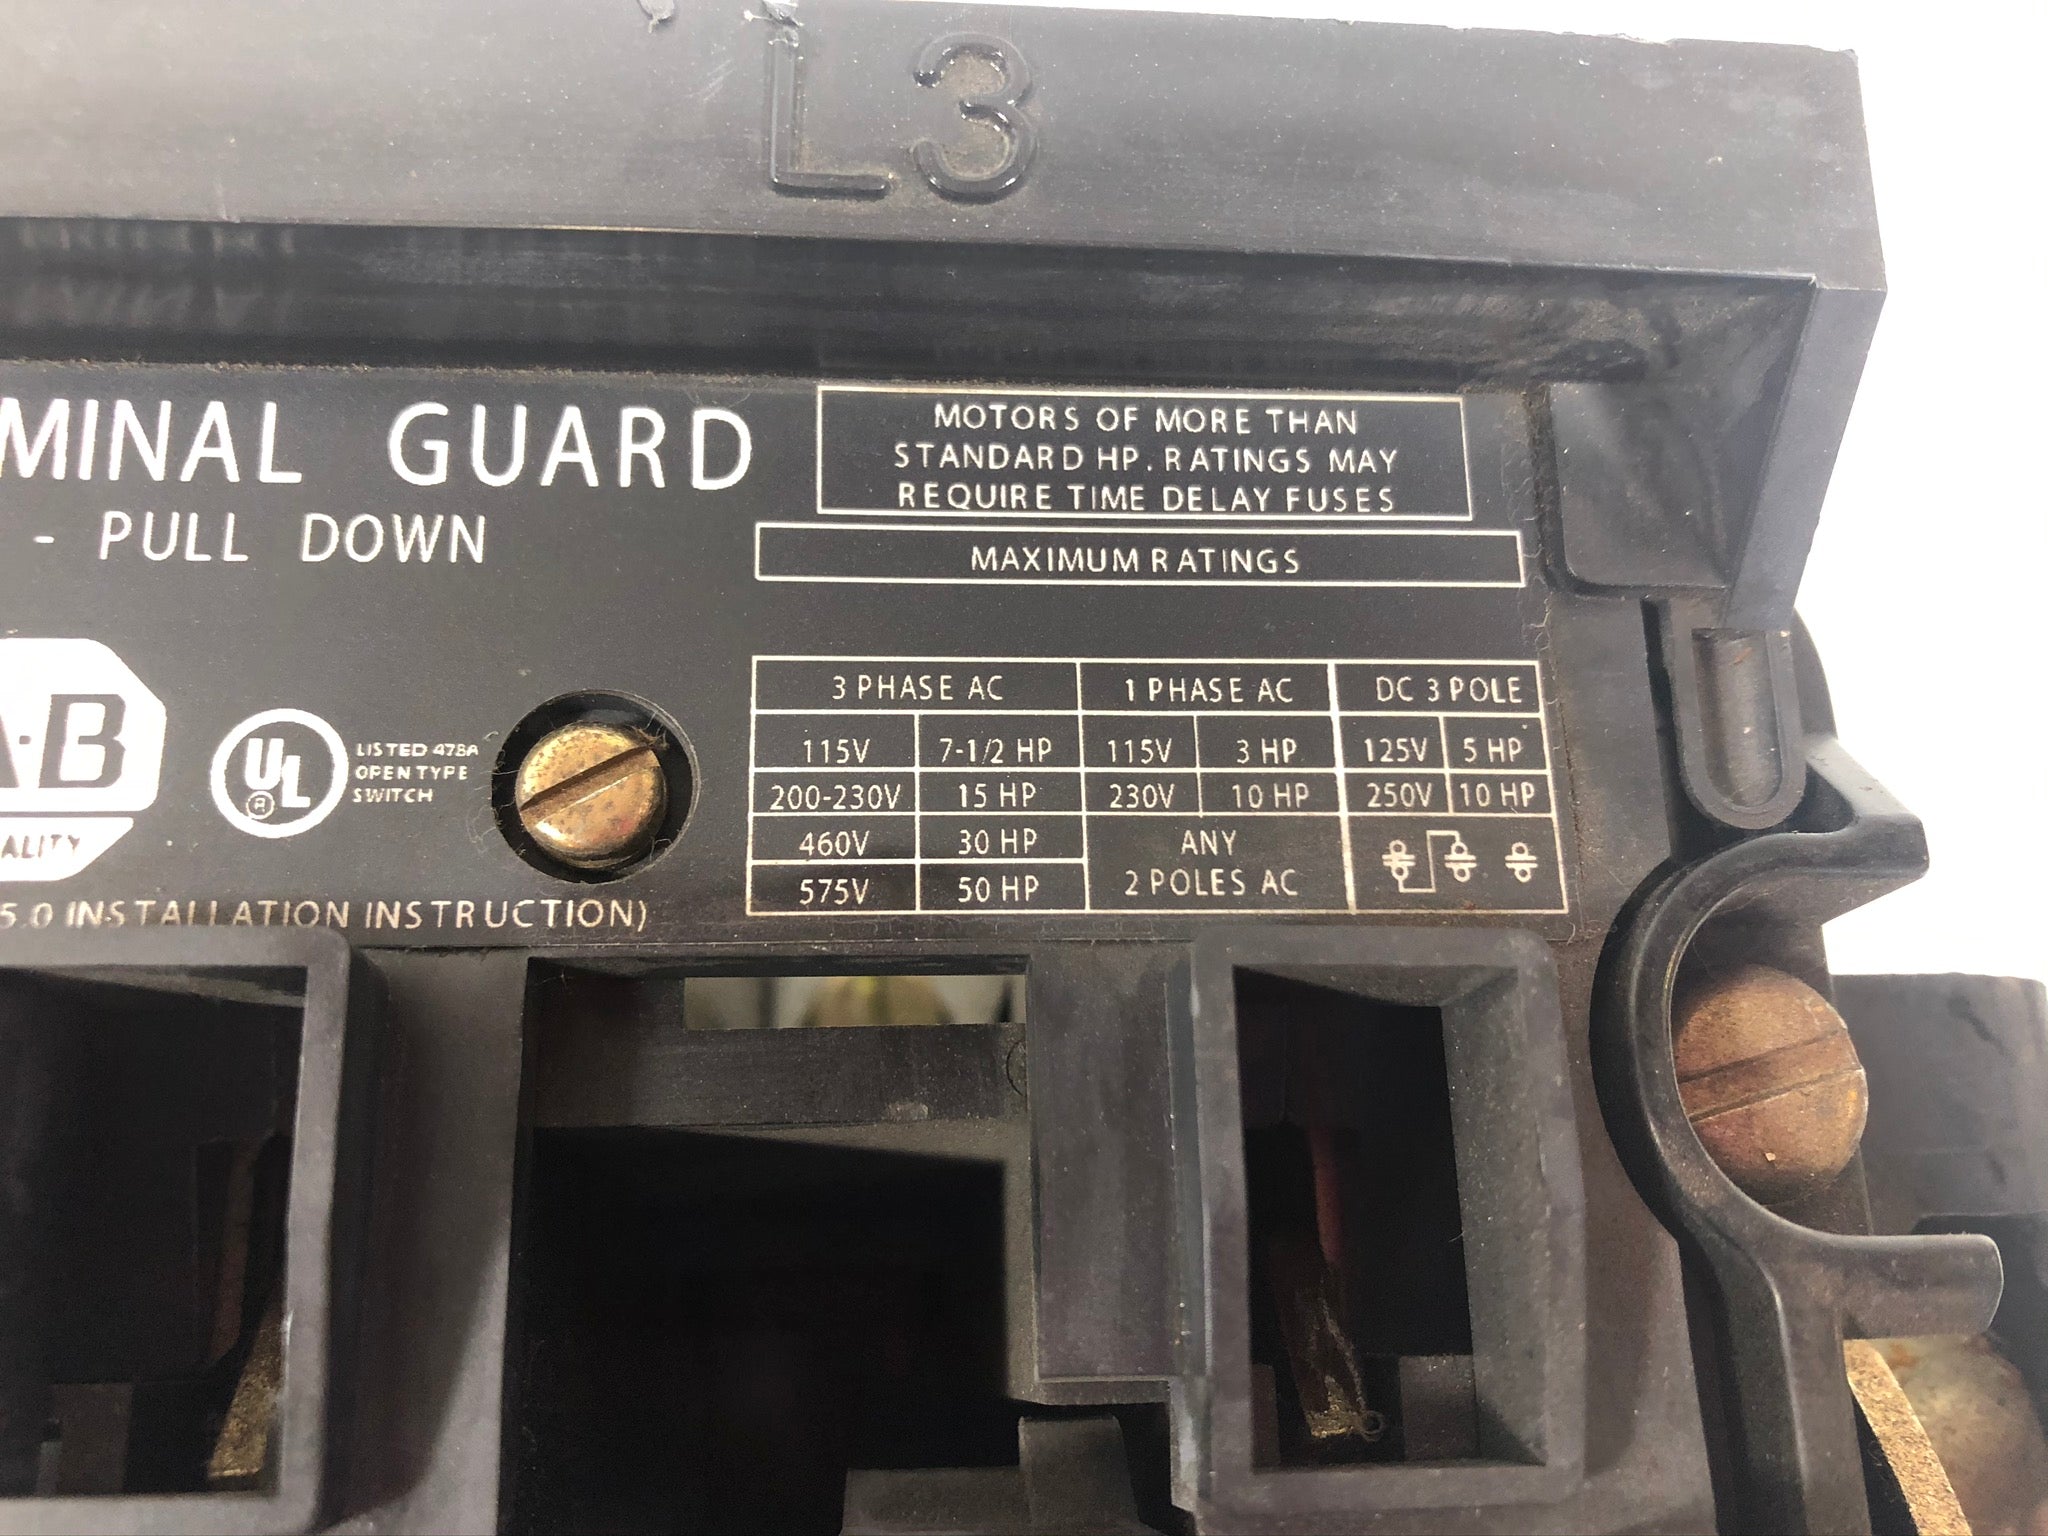 L3
MINAL GUARD
- PULL DOWN
MOTORS OF MORE THAN
STANDARD HP. RATINGS MAY
REQUIRE TIME DELAY FUSES
MAXIMUM RATINGS
A·B
ALITY
UL
R
LISTED 478A
OPEN TYPE
SWITCH
3 PHASE AC 1 PHASE AC DC 3 POLE
115V 7-1/2 HP 115V 3 HP 125V 5 HP
200-230V 15 HP 230V 10 HP 250V 10 HP
460V 30 HP ANY
575V 50 HP 2 POLES AC
5.0 INSTALLATION INSTRUCTION)